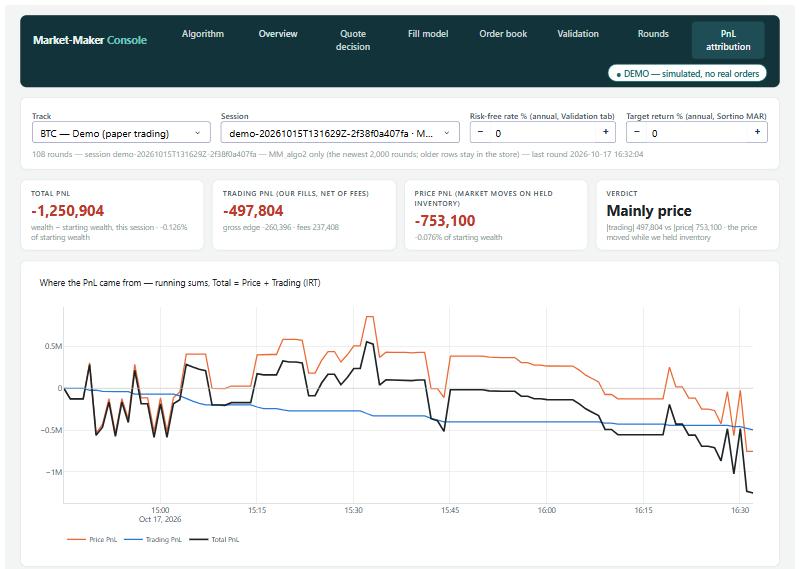 Market-Maker Console
Algorithm
Overview
Quote
decision
Fill model
Order book
Validation
Rounds
PnL
attribution
● DEMO — simulated, no real orders
Track
Session
Risk-free rate % (annual, Validation tab)
Target return % (annual, Sortino MAR)
BTC — Demo (paper trading)
demo-20261015T131629Z-2f38f0a407fa · M...
− 0 +
− 0 +
108 rounds — session demo-20261015T131629Z-2f38f0a407fa — MM_algo2 only (the newest 2,000 rounds; older rows stay in the store) — last round 2026-10-17 16:32:04
TOTAL PNL
-1,250,904
wealth − starting wealth, this session · -0.126%
of starting wealth
TRADING PNL (OUR FILLS, NET OF FEES)
-497,804
gross edge -260,396 · fees 237,408
PRICE PNL (MARKET MOVES ON HELD
INVENTORY)
-753,100
-0.076% of starting wealth
VERDICT
Mainly price
|trading| 497,804 vs |price| 753,100 · the price
moved while we held inventory
Where the PnL came from — running sums, Total = Price + Trading (IRT)
0.5M
0
−0.5M
−1M
15:00
Oct 17, 2026
15:15
15:30
15:45
16:00
16:15
16:30
Price PnL
Trading PnL
Total PnL